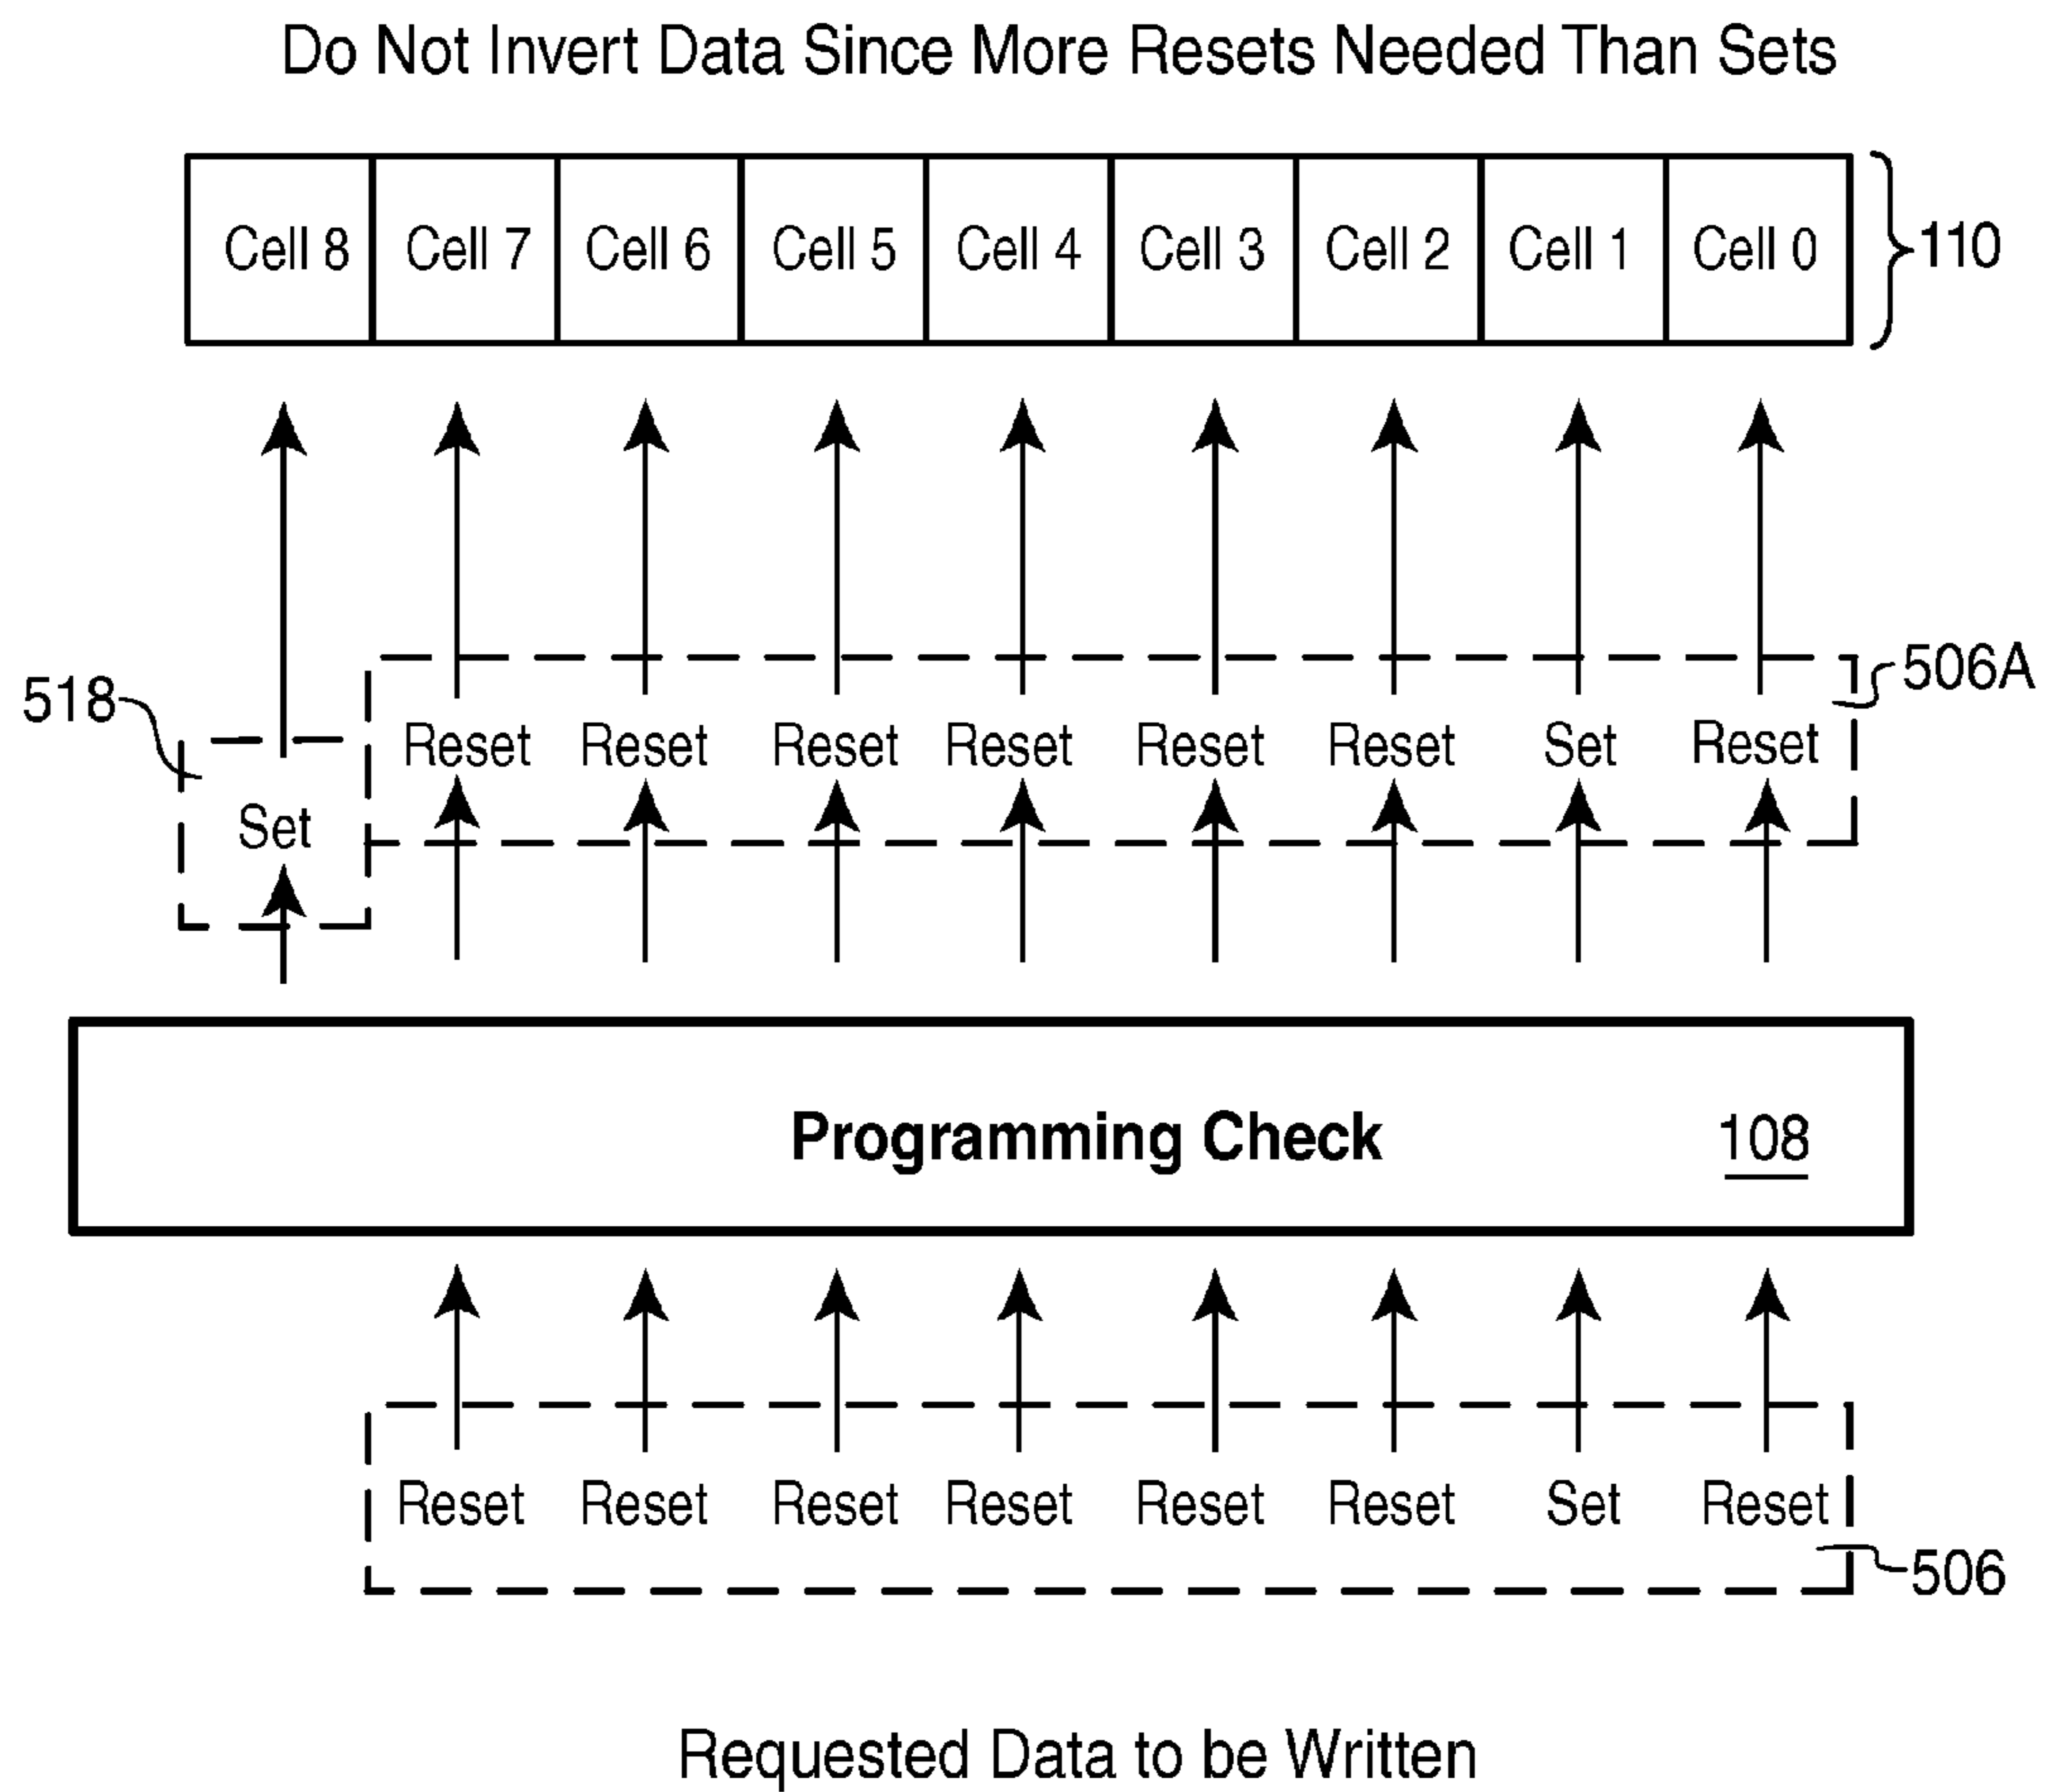 Do Not Invert Data Since More Resets Needed Than Sets
Cell 8 Cell 7 Cell 6 Cell 5 Cell 4 Cell 3 Cell 2 Cell 1 Cell 0 110
506A
518
Reset Reset Reset Reset Reset Reset Set Reset
Set
Programming Check 108
Reset Reset Reset Reset Reset Reset Set Reset
506
Requested Data to be Written